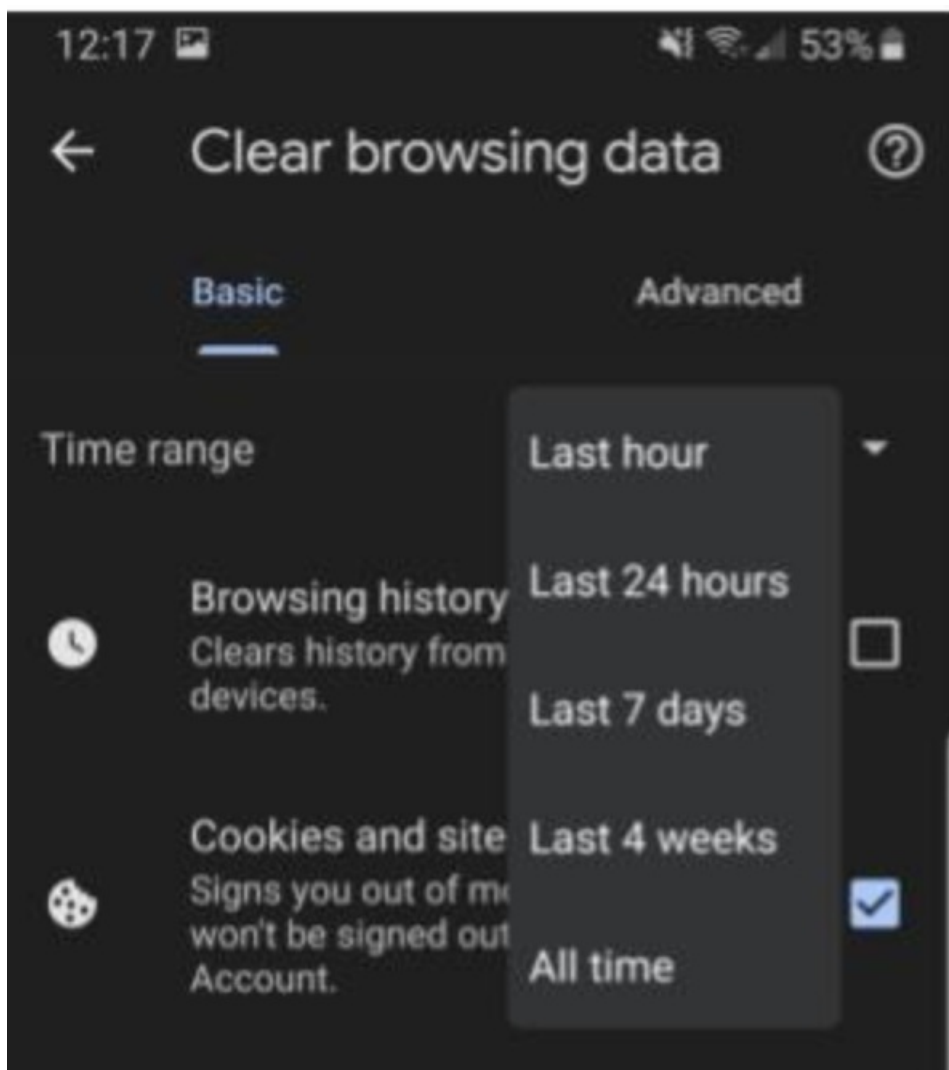 12:17 53%
Clear browsing data
Basic Advanced
Time range Last hour
Last 24 hours
Browsing history
Clears history from
devices.
Last 7 days
Cookies and site Last 4 weeks
Signs you out of
won't be signed out
Account.
All time